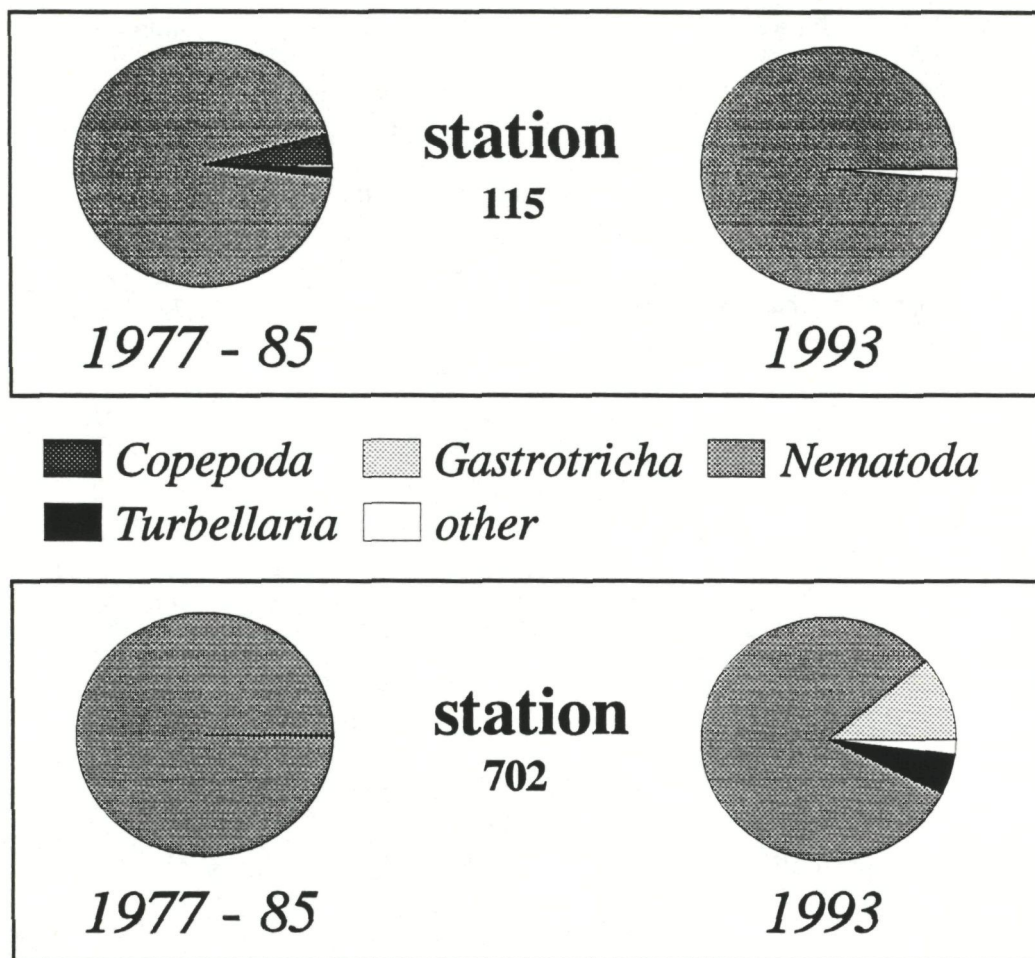 station
115
1977 - 85
1993
Copepoda Gastrotricha Nematoda
Turbellaria other
station
702
1977 - 85
1993